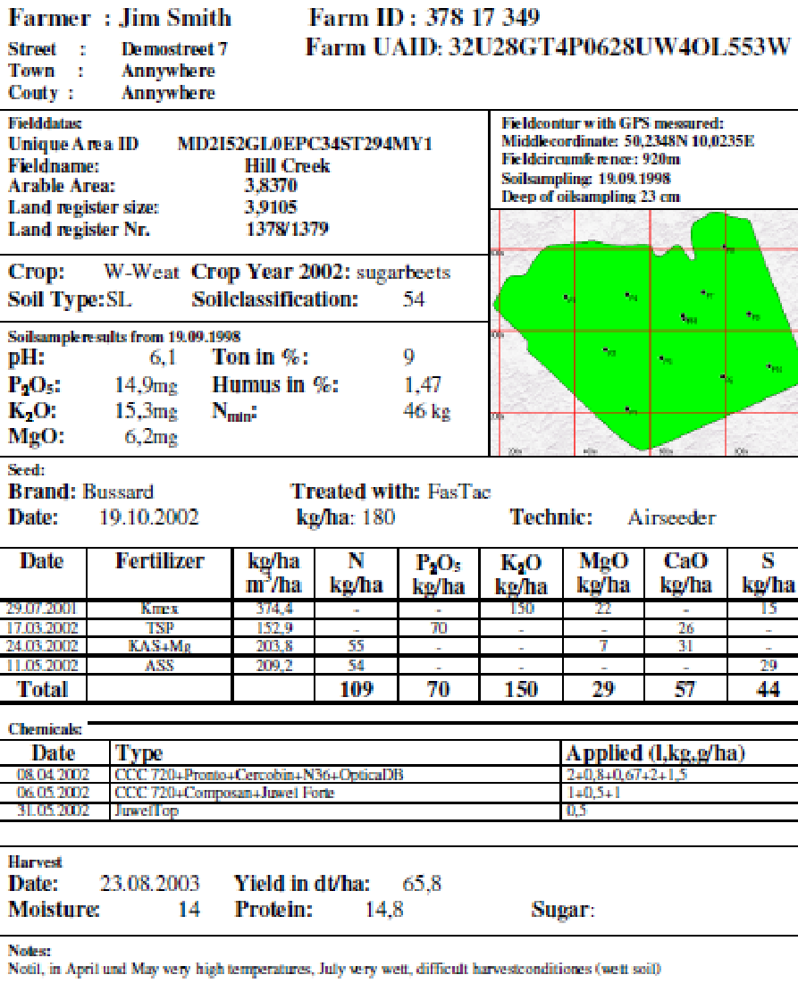 Farmer : Jim Smith Farm ID : 378 17 349
Street : Demostreet 7 Farm UAID: 32U28GT4P0628UW4OL553W
Town : Annywhere
Couty : Annywhere
Fielddatas:
Unique Area ID MD2I52GL0EPC34ST294MY1
Fieldname: Hill Creek
Arable Area: 3,8370
Land register size: 3,9105
Land register Nr. 1378/1379
Fieldcontur with GPS messured:
Middlecordinate: 50,2348N 10,0235E
Fieldcircumference: 920m
Soilsampling: 19.09.1998
Deep of oilsampling 23 cm
Crop: W-Weat Crop Year 2002: sugarbeets
Soil Type: SL Soilclassification: 54
Soilsampleresults from 19.09.1998
pH: 6,1 Ton in %: 9
P₂O₅: 14,9mg Humus in %: 1,47
K₂O: 15,3mg Nmin: 46 kg
MgO: 6,2mg
Seed:
Brand: Bussard Treated with: FasTac
Date: 19.10.2002 kg/ha: 180 Technic: Airseeder
Date Fertilizer kg/ha m³/ha N kg/ha P₂O₅ kg/ha K₂O kg/ha MgO kg/ha CaO kg/ha S kg/ha
29.07.2001 Kmex 374,4 - - 150 22 - 15
17.03.2002 TSP 152,9 - 70 - - 26 -
24.03.2002 KAS+Mg 203,8 55 - - 7 31 -
11.05.2002 ASS 209,2 54 - - - - 29
Total 109 70 150 29 57 44
Chemicals:
Date Type Applied (l,kg,g/ha)
08.04.2002 CCC 720+Pronto+Cercobin+N36+OpticaDB 2+0,8+0,67+2+1,5
06.05.2002 CCC 720+Composan+Juwel Forte 1+0,5+1
31.05.2002 JuwelTop 0,5
Harvest
Date: 23.08.2003 Yield in dt/ha: 65,8
Moisture: 14 Protein: 14,8 Sugar:
Notes:
Notil, in April und May very high temperatures, July very wett, difficult harvestconditiones (wett soil)